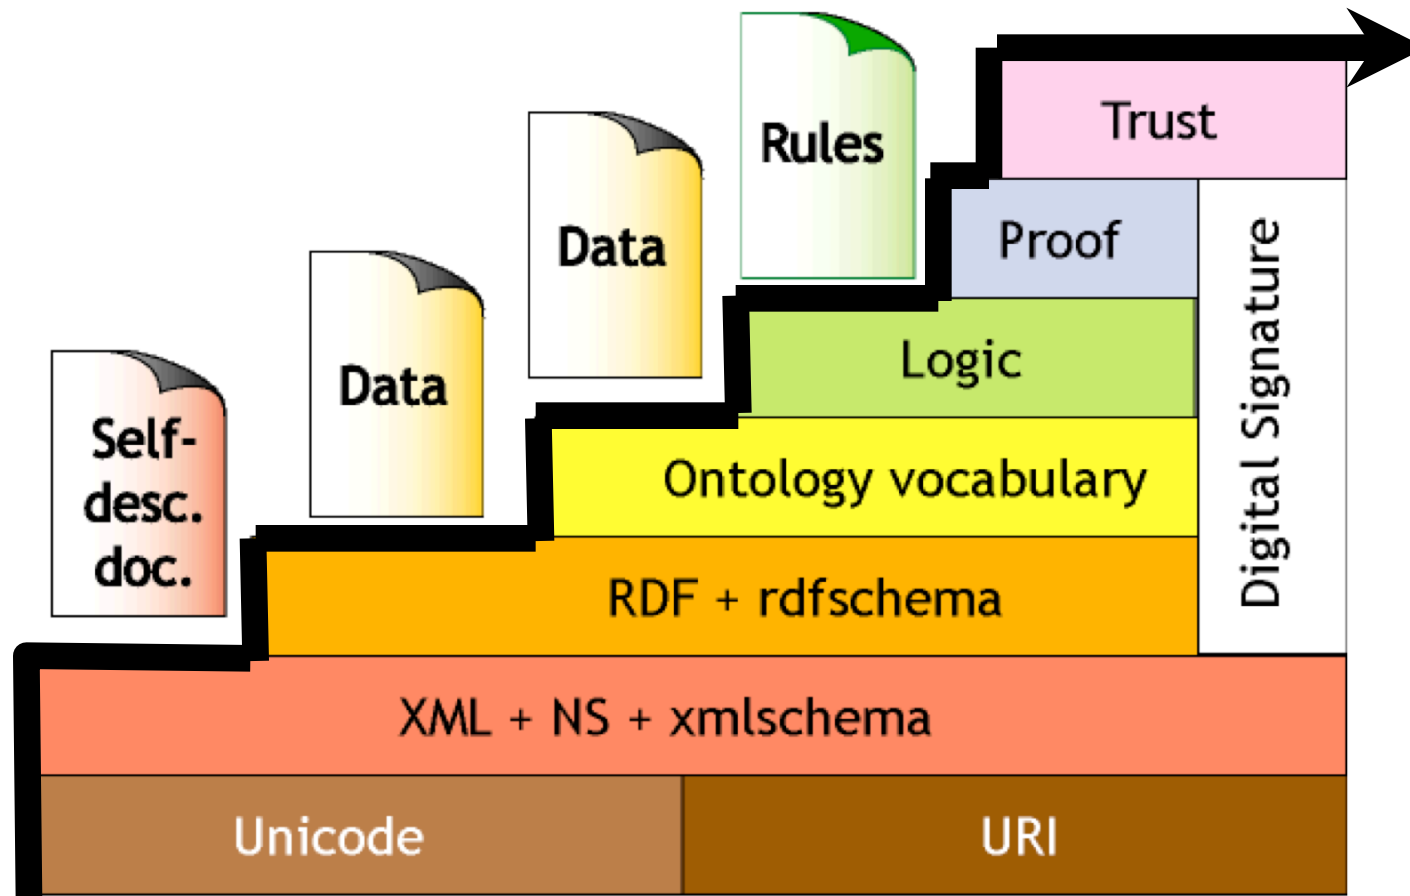 Rules
Trust
Data
Proof
Data
Logic
Self-
desc.
doc.
Digital Signature
Ontology vocabulary
RDF + rdfschema
XML + NS + xmlschema
Unicode
URI